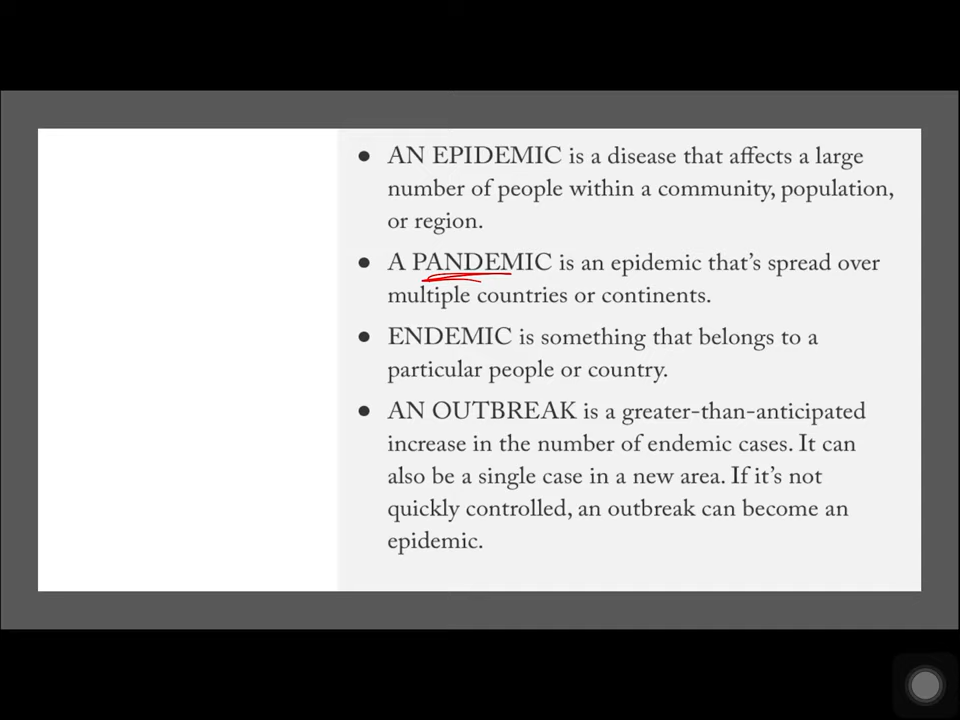 ● AN EPIDEMIC is a disease that affects a large
number of people within a community, population,
or region.
● A PANDEMIC is an epidemic that’s spread over
multiple countries or continents.
● ENDEMIC is something that belongs to a
particular people or country.
● AN OUTBREAK is a greater-than-anticipated
increase in the number of endemic cases. It can
also be a single case in a new area. If it’s not
quickly controlled, an outbreak can become an
epidemic.